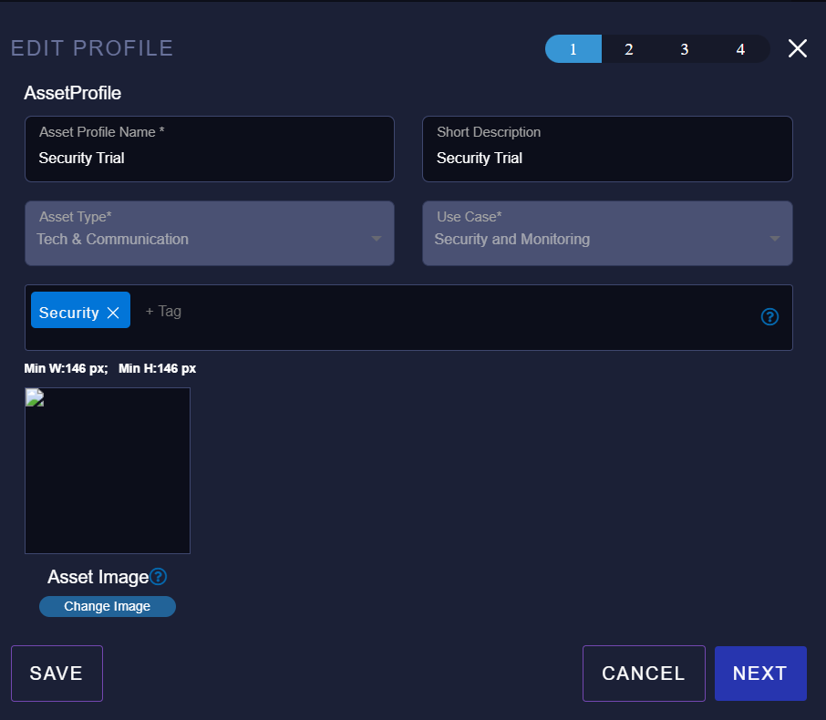 EDIT PROFILE
1 2 3 4
AssetProfile
Asset Profile Name *
Security Trial
Short Description
Security Trial
Asset Type*
Tech & Communication
Use Case*
Security and Monitoring
Security + Tag
Min W:146 px; Min H:146 px
Asset Image
Change Image
SAVE CANCEL NEXT